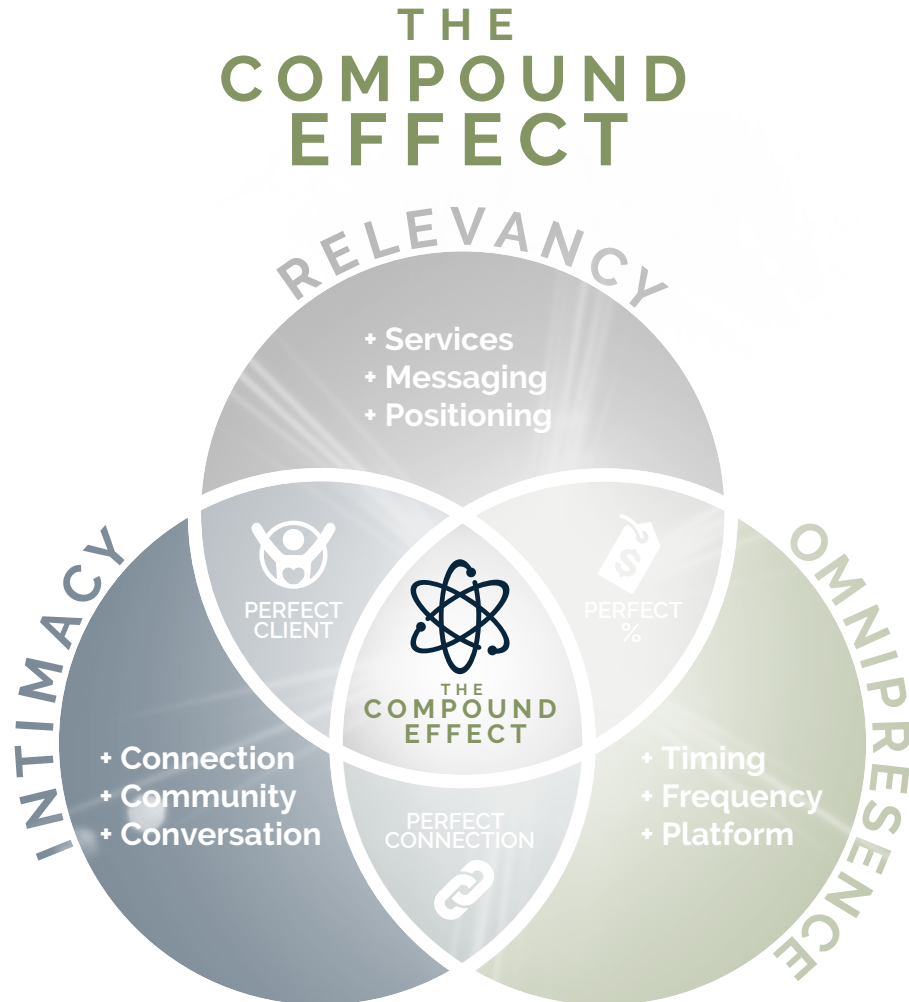 THE
COMPOUND
EFFECT
RELEVANCY
+ Services
+ Messaging
+ Positioning
INTIMACY
OMNIPRESENCE
PERFECT
CLIENT
$
PERFECT
%
THE
COMPOUND
EFFECT
+ Connection
+ Community
+ Conversation
+ Timing
+ Frequency
+ Platform
PERFECT
CONNECTION